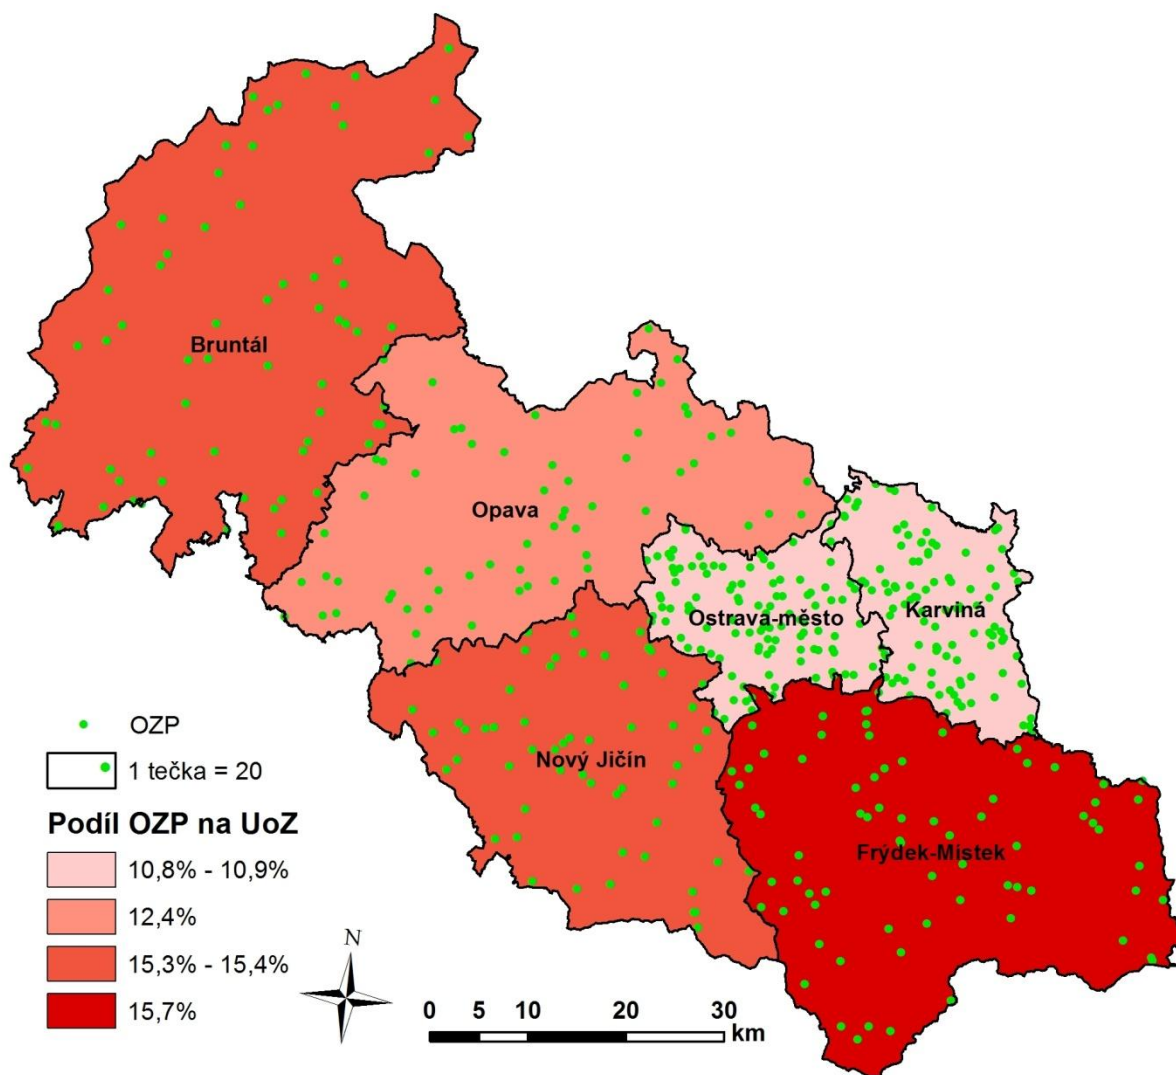 Bruntál
Opava
Ostrava-město
Karviná
Nový Jičín
Frýdek-Místek
OZP
1 tečka = 20
Podíl OZP na UoZ
10,8% - 10,9%
12,4%
15,3% - 15,4%
15,7%
N
0 5 10 20 30
km